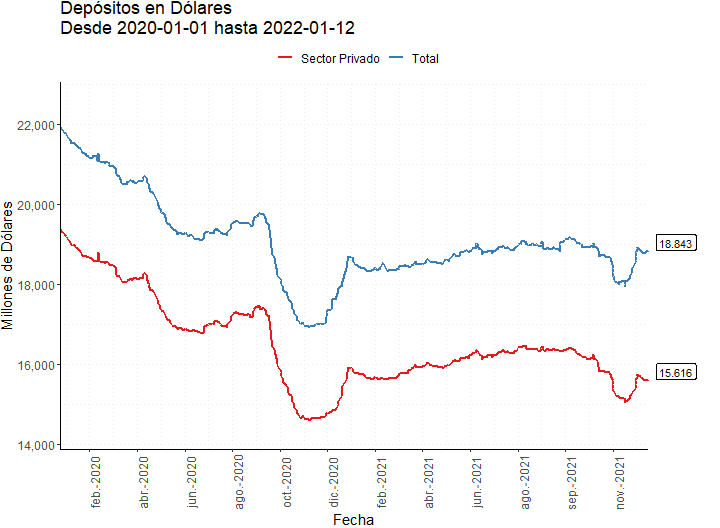 Depósitos en Dólares
Desde 2020-01-01 hasta 2022-01-12
Sector Privado Total
Millones de Dólares
22,000
20,000
18,000
16,000
14,000
18.843
15.616
feb.-2020 abr.-2020 jun.-2020 ago.-2020 oct.-2020 dic.-2020 feb.-2021 abr.-2021 jun.-2021 ago.-2021 sep.-2021 nov.-2021
Fecha